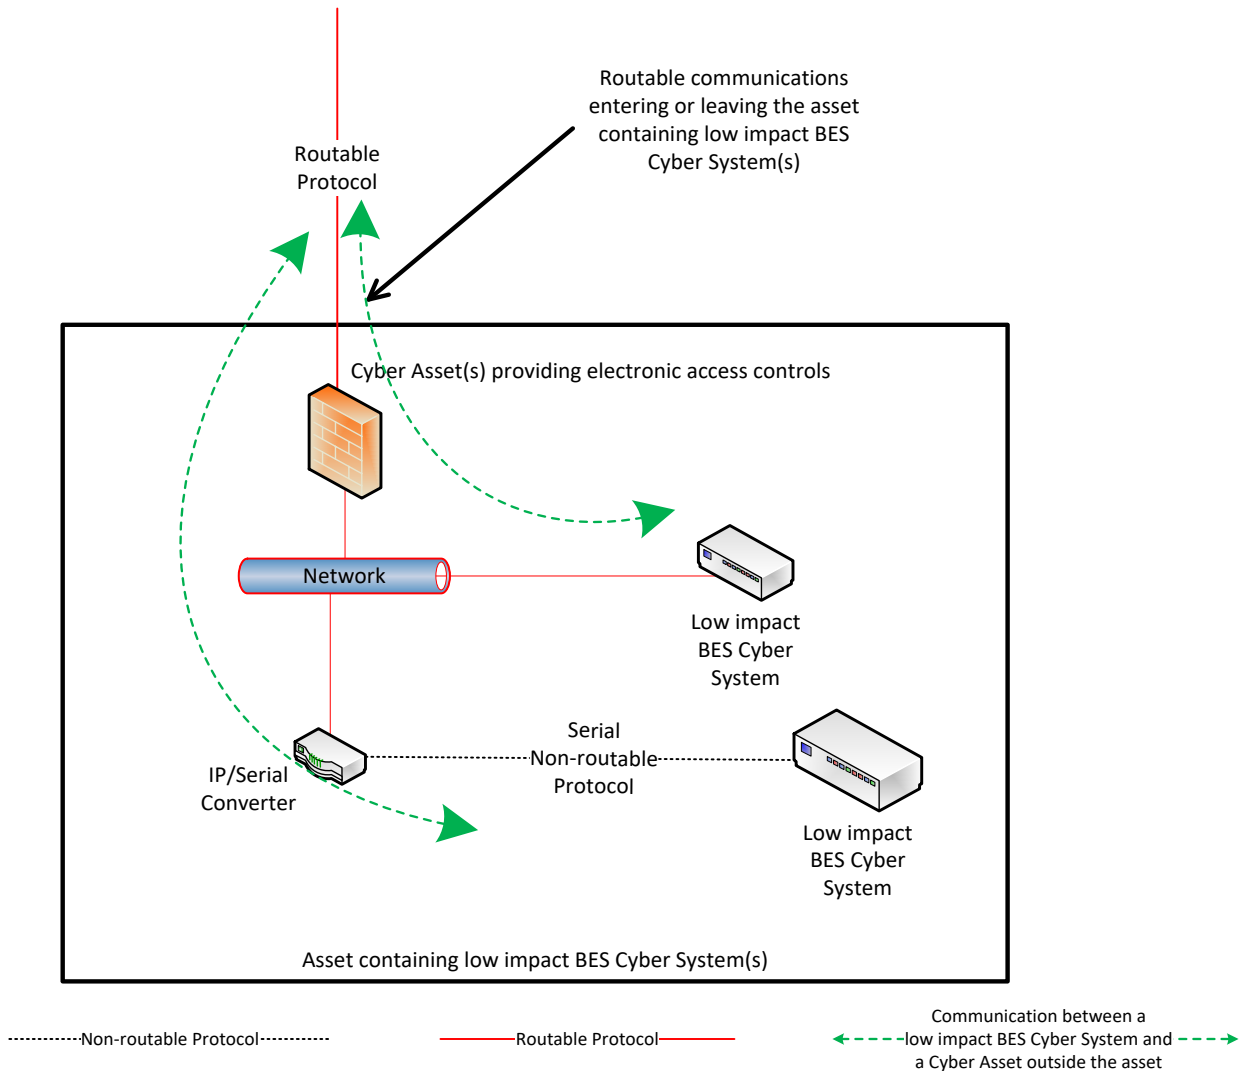 Routable communications
entering or leaving the asset
containing low impact BES
Cyber System(s)
Routable
Protocol
Cyber Asset(s) providing electronic access controls
Network
Low impact
BES Cyber
System
Serial
Non-routable
Protocol
IP/Serial
Converter
Low impact
BES Cyber
System
Asset containing low impact BES Cyber System(s)
Non-routable Protocol
Routable Protocol
Communication between a
low impact BES Cyber System and
a Cyber Asset outside the asset